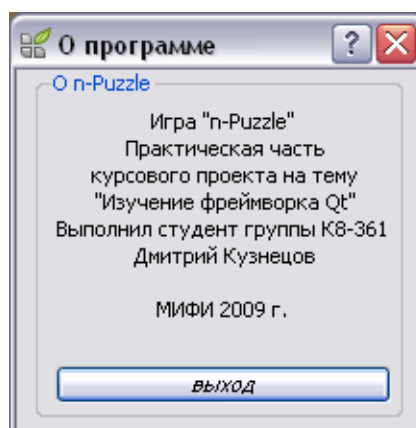 О программе
?
О n-Puzzle
Игра "n-Puzzle"
Практическая часть
курсового проекта на тему
"Изучение фреймворка Qt"
Выполнил студент группы К8-361
Дмитрий Кузнецов
МИФИ 2009 г.
выход